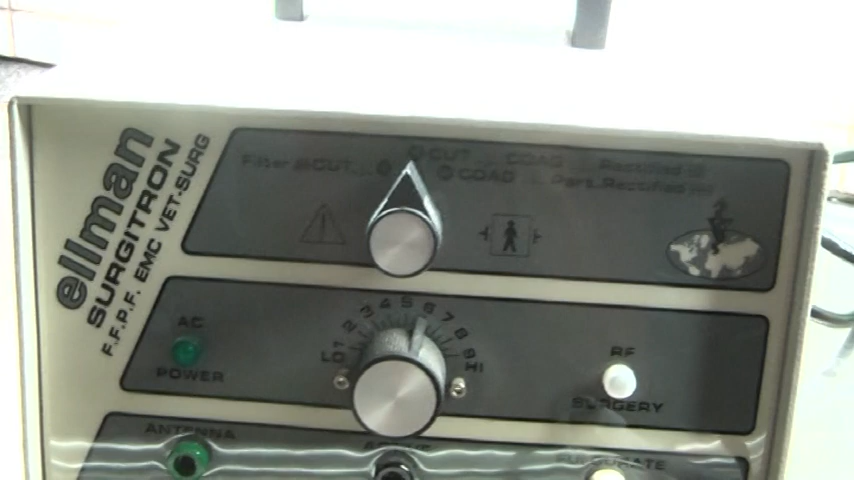 ellman
SURGITRON
F.F.P.F. EMC VET-SURG
CUT COAG Rectified
Filter CUT COAG Part. Rectified
LO 1 2 3 4 5 6 7 8 9 HI
AC
POWER
RF
SURGERY
ANTENNA